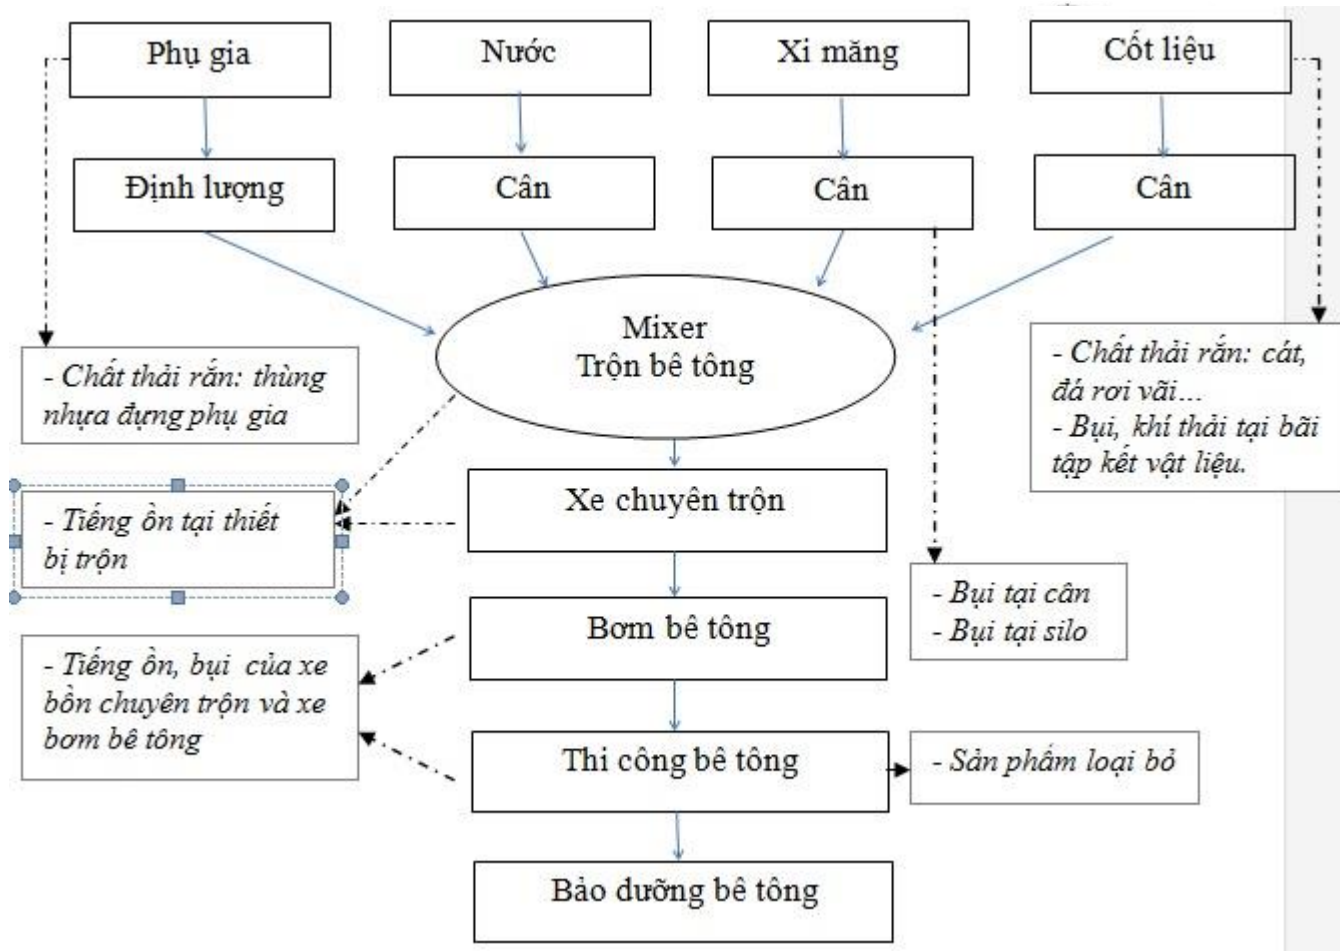 Phụ gia
Nước
Xi măng
Cốt liệu
Định lượng
Cân
Cân
Cân
Mixer
Trộn bê tông
- Chất thải rắn: thùng
nhựa đựng phụ gia
- Chất thải rắn: cát,
đá rơi vãi...
- Bụi, khí thải tại bãi
tập kết vật liệu.
Xe chuyên trộn
- Tiếng ồn tại thiết
bị trộn
Bơm bê tông
- Bụi tại cân
- Bụi tại silo
- Tiếng ồn, bụi của xe
bồn chuyên trộn và xe
bơm bê tông
Thi công bê tông
- Sản phẩm loại bỏ
Bảo dưỡng bê tông